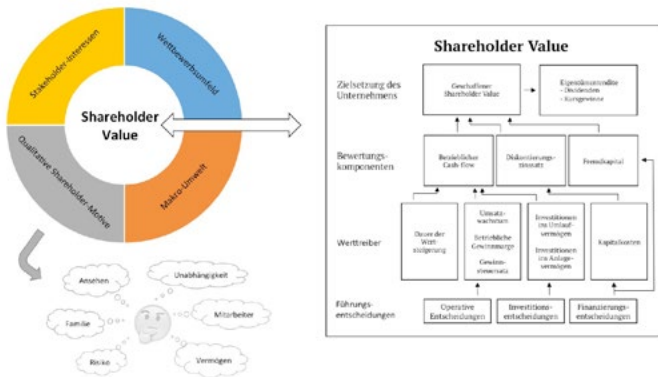 Stakeholder-Interessen
Wettbewerbsumfeld
Shareholder
Value
Qualitative Shareholder-Motive
Makro-Umwelt
Ansehen
Unabhängigkeit
Familie
Mitarbeiter
Risiko
Vermögen
Shareholder Value
Zielsetzung des
Unternehmens
Geschaffener
Shareholder Value
Eigentümerrendite
- Dividenden
- Kursgewinne
Bewertungs-
komponenten
Betrieblicher
Cash-flow
Diskontierungs-
zinssatz
Fremdkapital
Werttreiber
Dauer der
Wert-
steigerung
Umsatz-
wachstum
Betriebliche
Gewinnmarge
Gewinn-
steuersatz
Investitionen
ins Umlauf-
vermögen
Investitionen
ins Anlage-
vermögen
Kapitalkosten
Führungs-
entscheidungen
Operative
Entscheidungen
Investitions-
entscheidungen
Finanzierungs-
entscheidungen